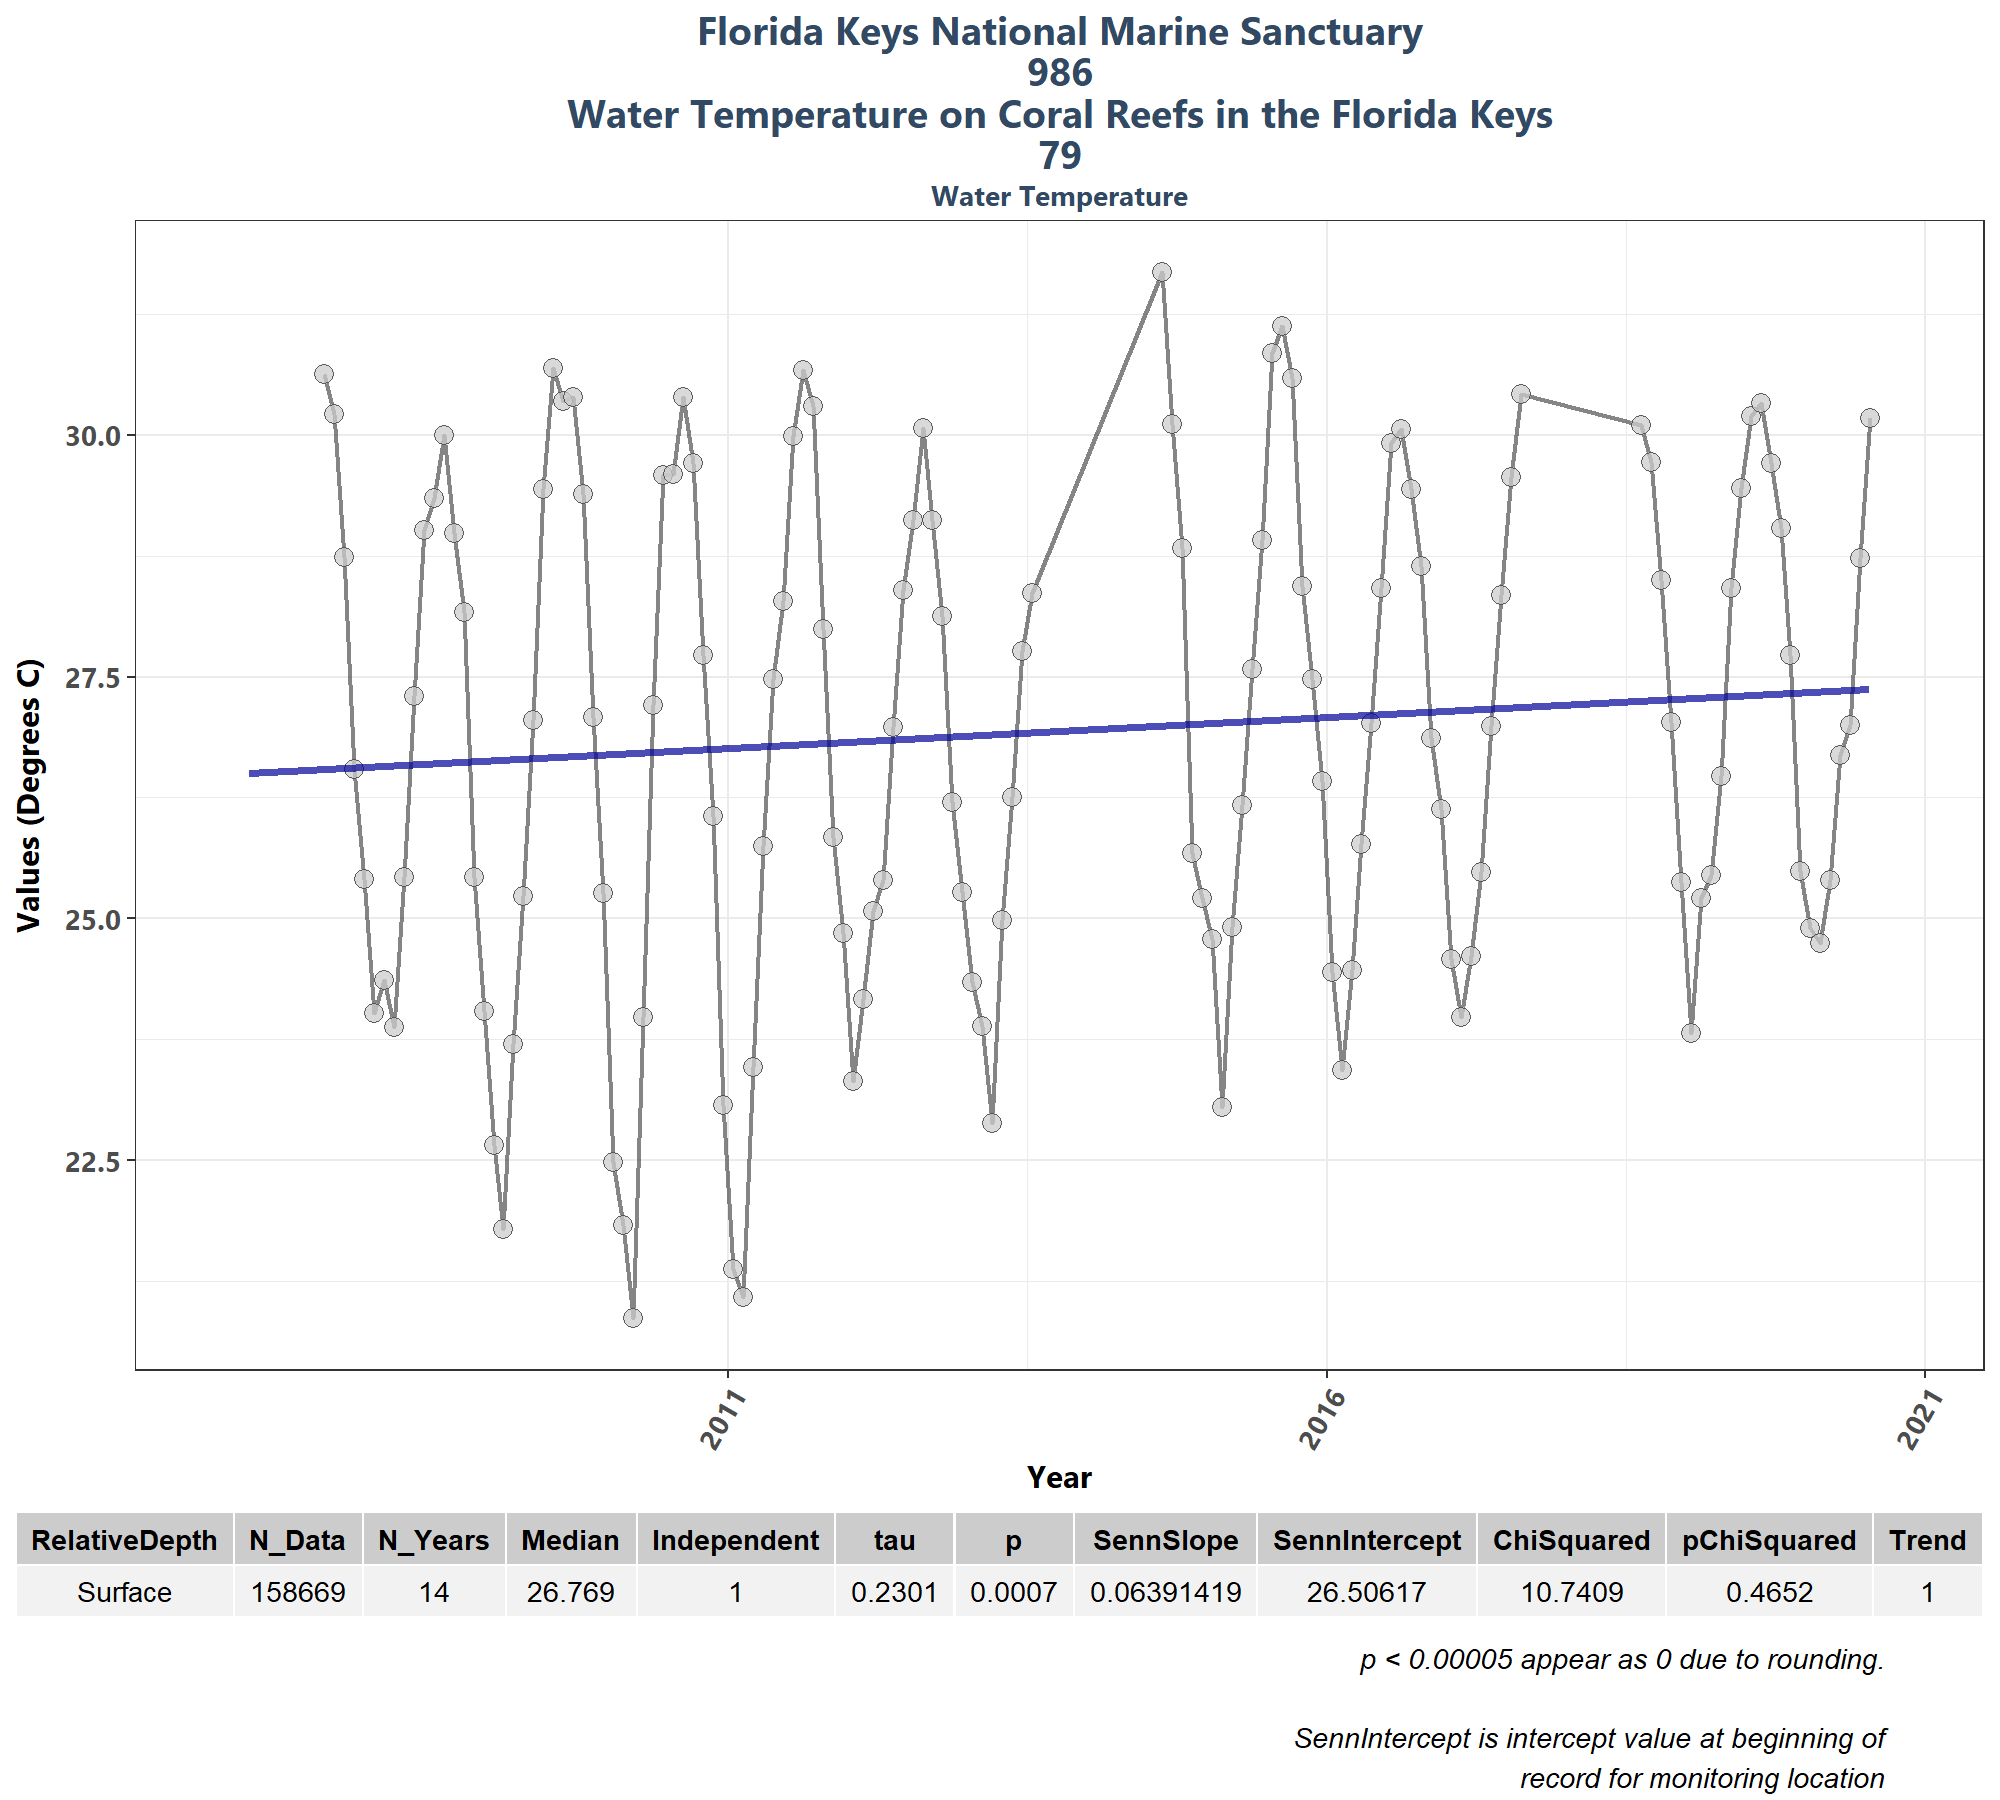 Florida Keys National Marine Sanctuary
986
Water Temperature on Coral Reefs in the Florida Keys
79
Water Temperature
30.0
27.5
25.0
22.5
Values (Degrees C)
2011
2016
2021
Year
RelativeDepth N_Data N_Years Median Independent tau p SennSlope SennIntercept ChiSquared pChiSquared Trend
Surface 158669 14 26.769 1 0.2301 0.0007 0.06391419 26.50617 10.7409 0.4652 1
p < 0.00005 appear as 0 due to rounding.
SennIntercept is intercept value at beginning of
record for monitoring location